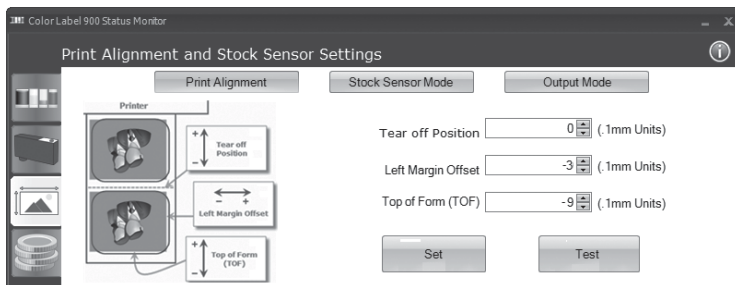 Color Label 900 Status Monitor
Print Alignment and Stock Sensor Settings
Print Alignment
Stock Sensor Mode
Output Mode
Printer
+
Tear off
Position
-
- +
Left Margin Offset
+
Top of Form
(TOF)
-
Tear off Position 0 (.1mm Units)
Left Margin Offset -3 (.1mm Units)
Top of Form (TOF) -9 (.1mm Units)
Set
Test